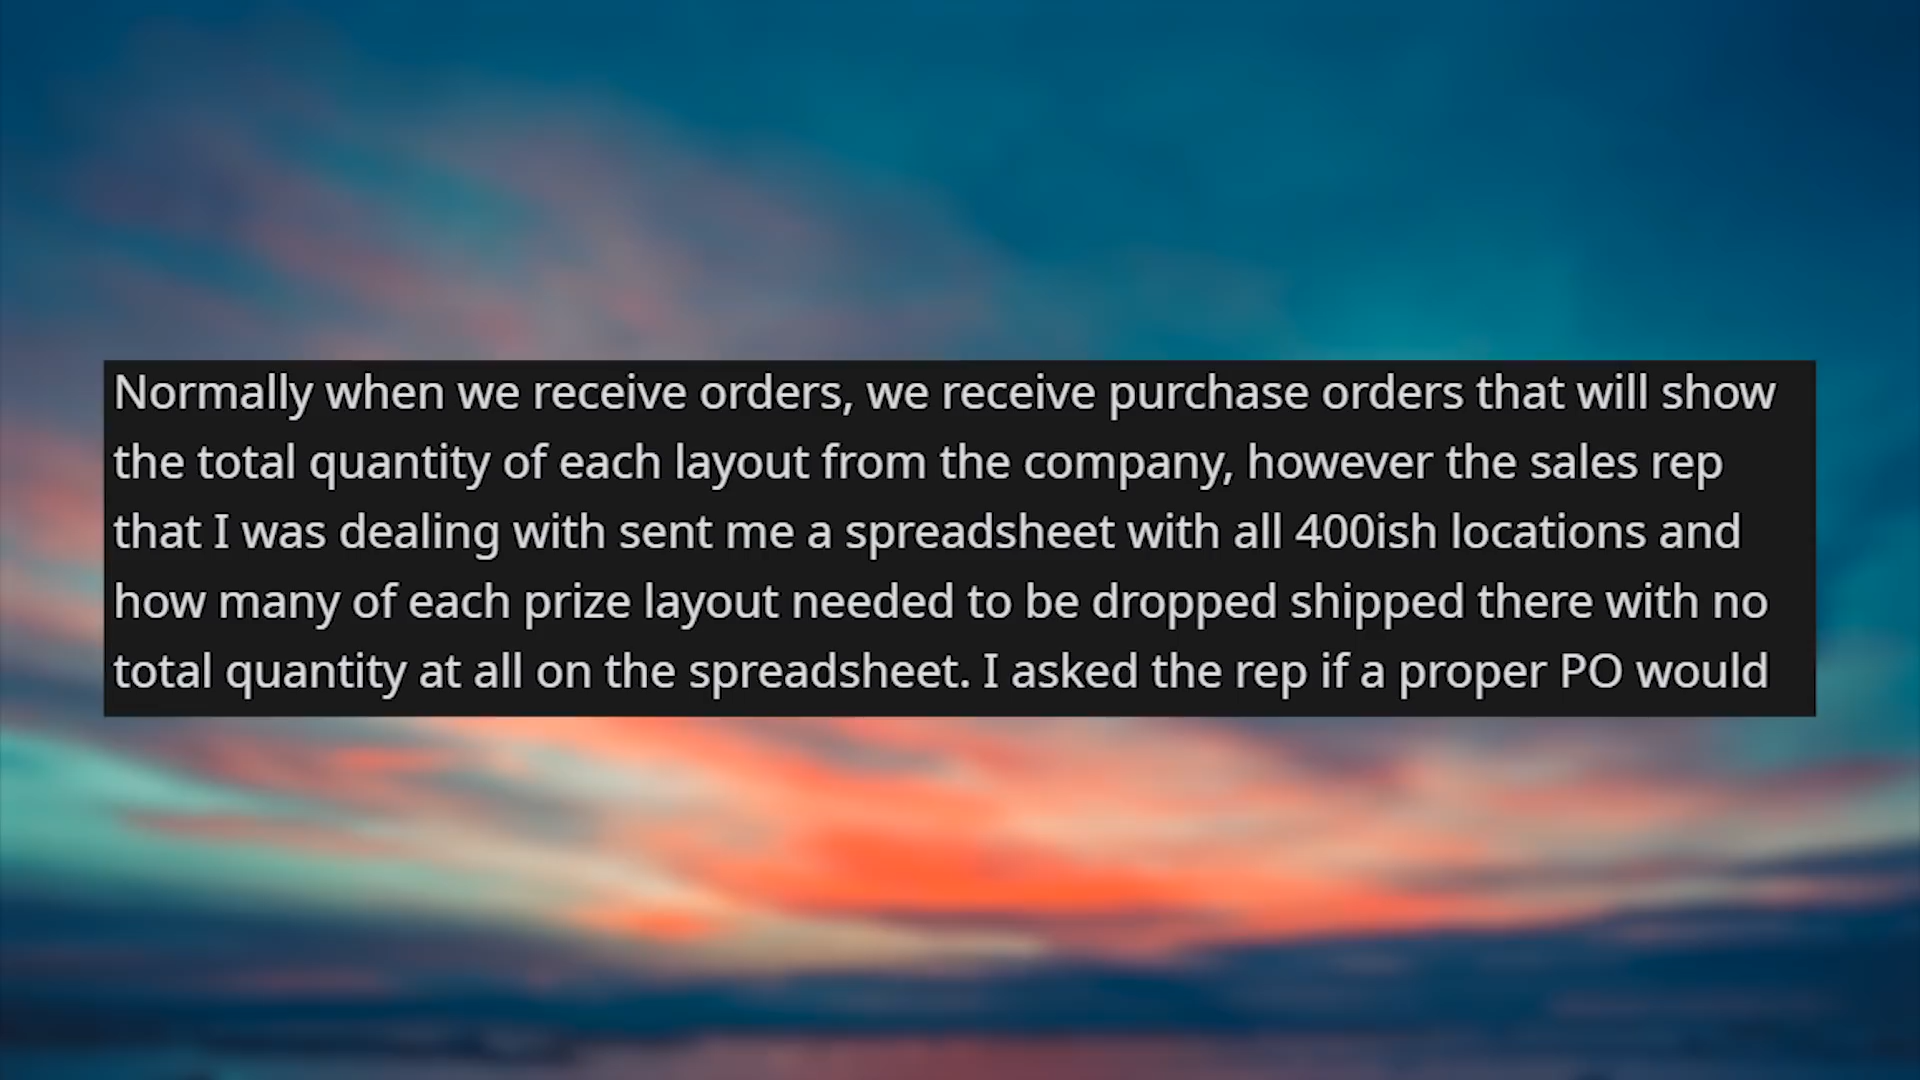 Normally when we receive orders, we receive purchase orders that will show
the total quantity of each layout from the company, however the sales rep
that I was dealing with sent me a spreadsheet with all 400ish locations and
how many of each prize layout needed to be dropped shipped there with no
total quantity at all on the spreadsheet. I asked the rep if a proper PO would